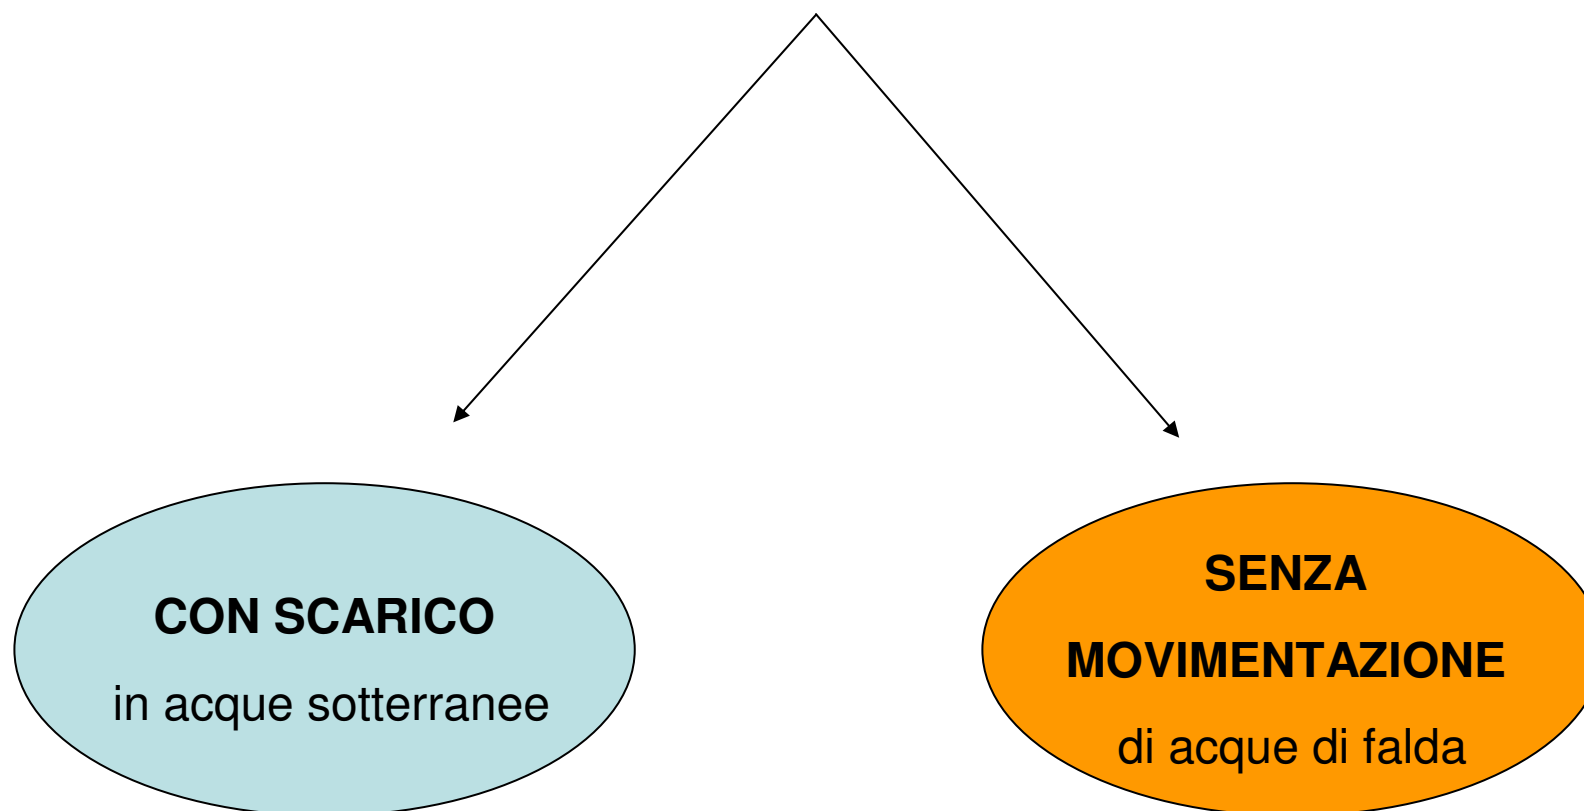 CON SCARICO
in acque sotterranee
SENZA
MOVIMENTAZIONE
di acque di falda